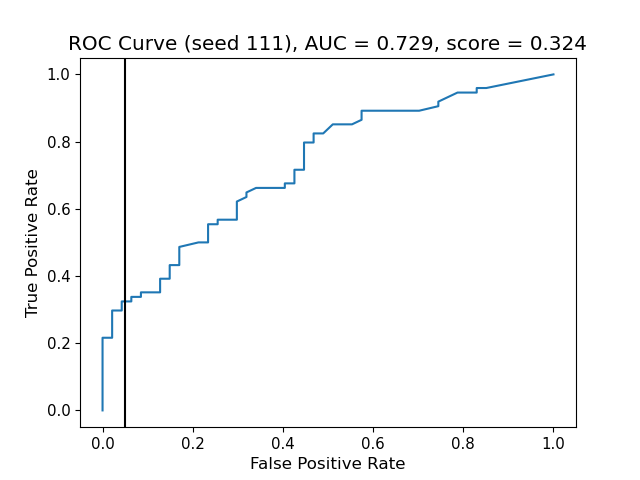 ROC Curve (seed 111), AUC = 0.729, score = 0.324
1.0
0.8
0.6
0.4
0.2
0.0
True Positive Rate
0.0 0.2 0.4 0.6 0.8 1.0
False Positive Rate